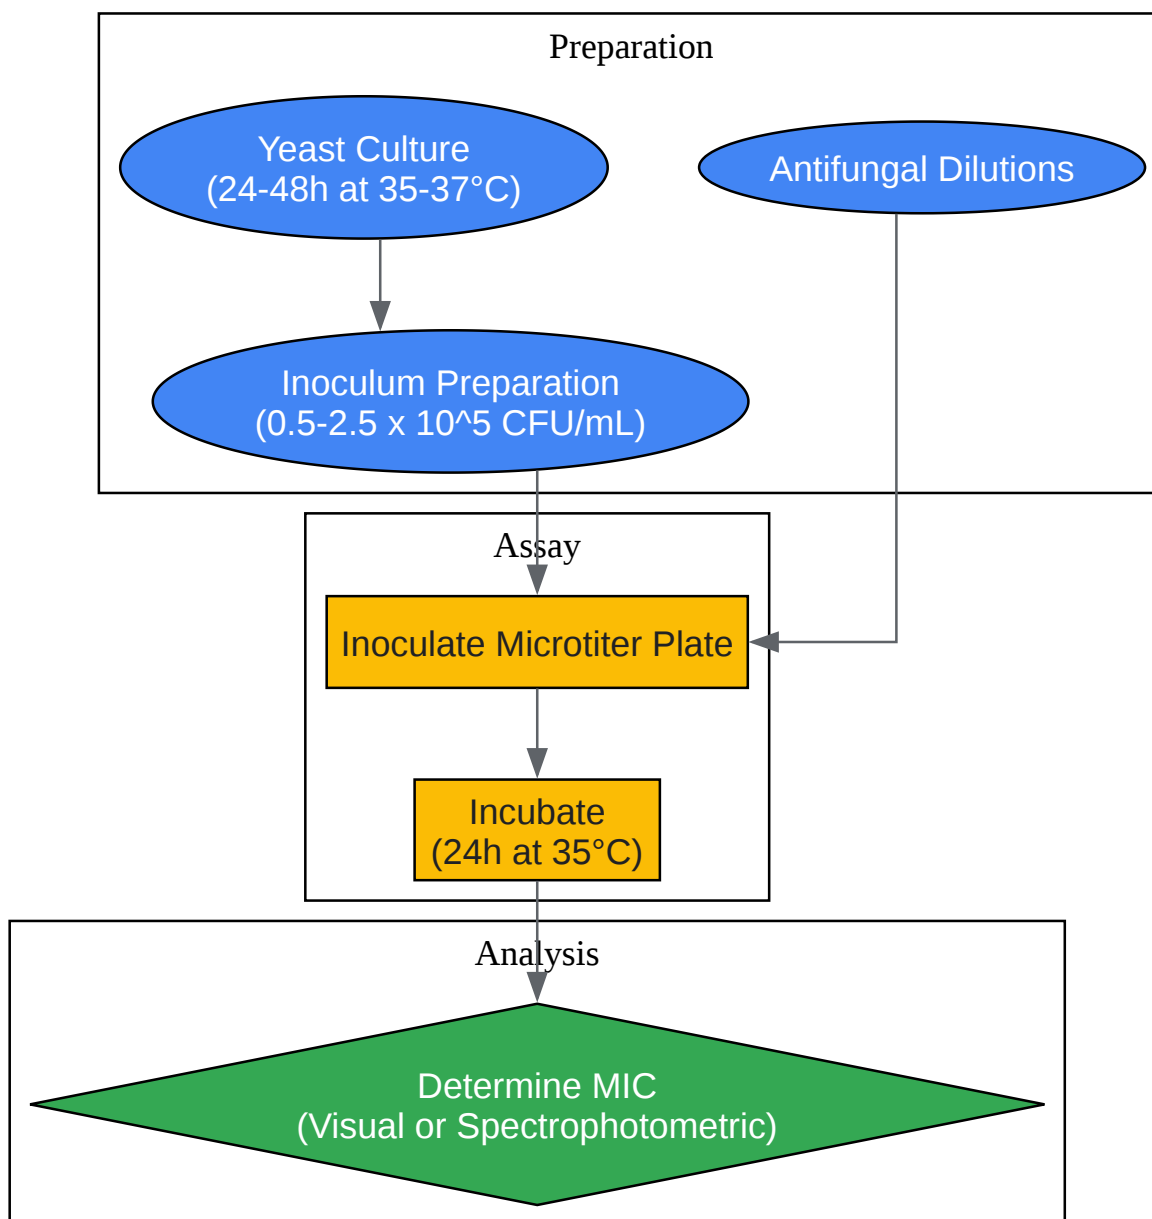 Preparation
Yeast Culture
(24-48h at 35-37°C)
Antifungal Dilutions
Inoculum Preparation
(0.5-2.5 x 10^5 CFU/mL)
Assay
Inoculate Microtiter Plate
Incubate
(24h at 35°C)
Analysis
Determine MIC
(Visual or Spectrophotometric)